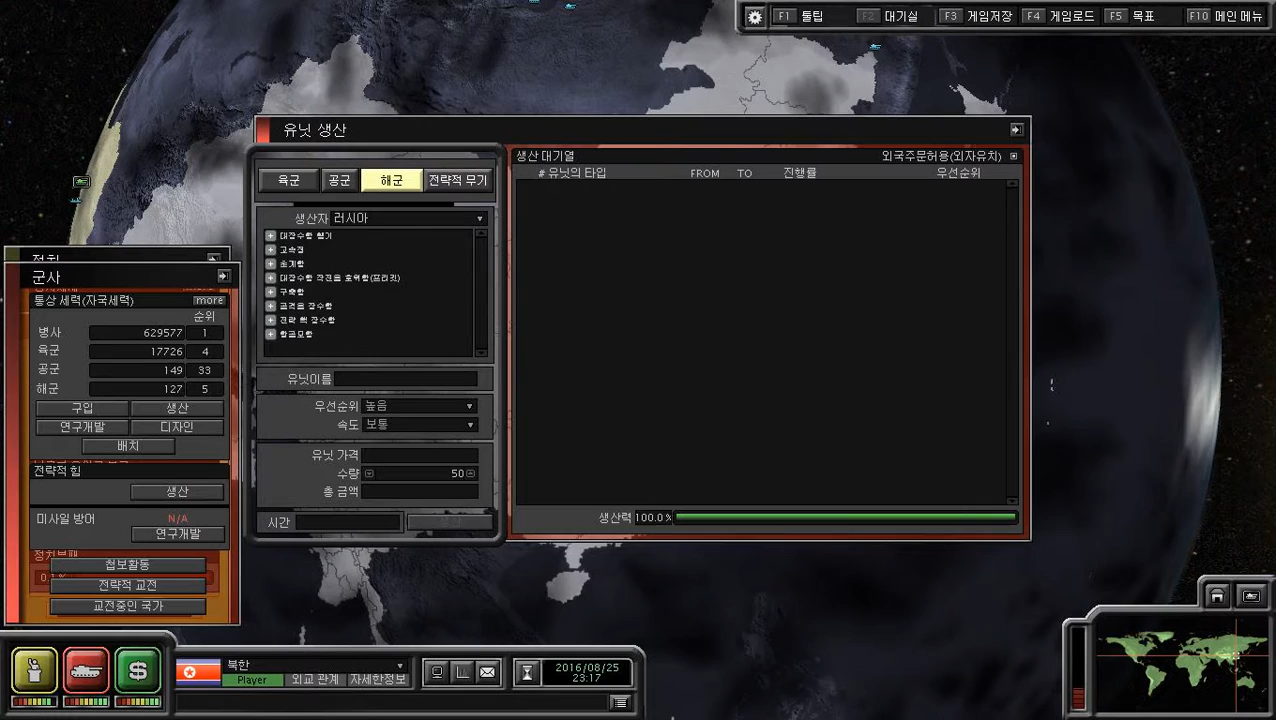 F1 툴팁 F2 대기실 F3 게임저장 F4 게임로드 F5 목표 F10 메인 메뉴
유닛 생산
육군 공군 해군 전략적 무기
생산자 러시아
대잠수함 헬기
고속정
초계함
대잠수함 작전용 호위함(프리깃)
구축함
공격용 잠수함
전략 핵 잠수함
항공모함
유닛이름
우선순위 높음
속도 보통
유닛 가격
수량 50
총 금액
시간
생산 대기열 외국주문허용(외자유치)
# 유닛의 타입 FROM TO 진행률 우선순위
생산력 100.0 %
정치
군사
통상 세력(자국세력) more
순위
병사 629577 1
육군 17726 4
공군 149 33
해군 127 5
구입 생산
연구개발 디자인
배치
전략적 힘
생산
미사일 방어 N/A
연구개발
정치부패
첩보활동
전략적 교전
교전중인 국가
북한
Player 외교 관계 자세한정보
2016/08/25
23:17